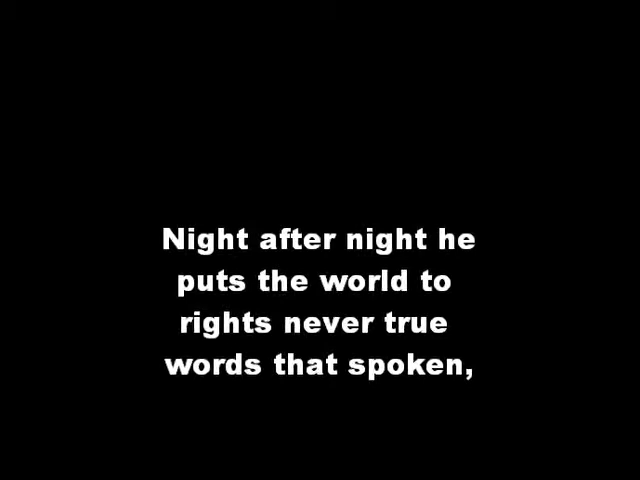 Night after night he
puts the world to
rights never true
words that spoken,